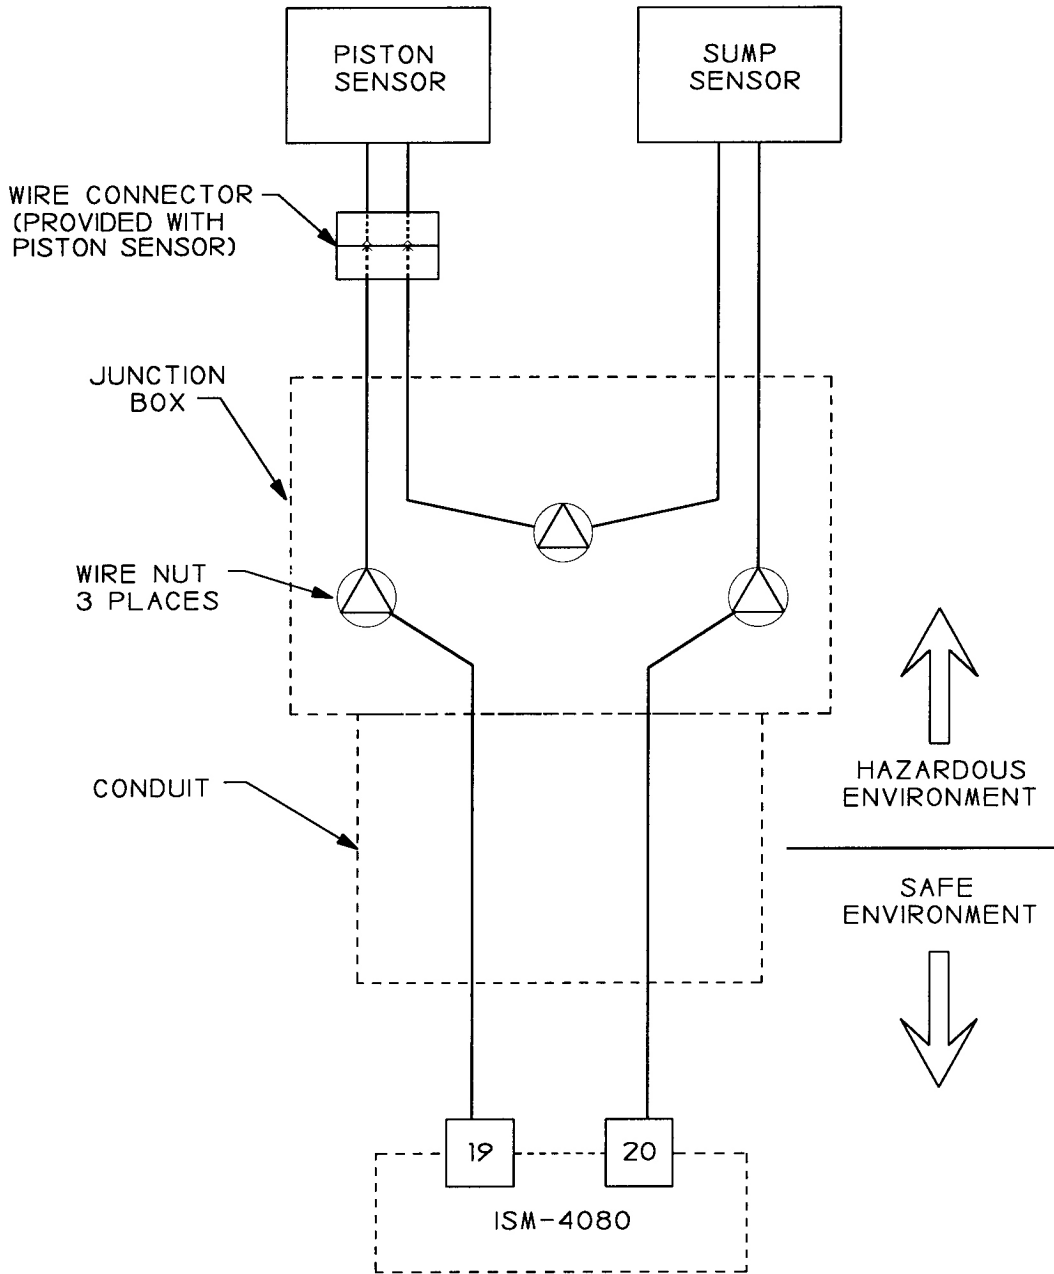 PISTON
SENSOR
SUMP
SENSOR
WIRE CONNECTOR
(PROVIDED WITH
PISTON SENSOR)
JUNCTION
BOX
WIRE NUT
3 PLACES
CONDUIT
HAZARDOUS
ENVIRONMENT
SAFE
ENVIRONMENT
19
20
ISM-4080